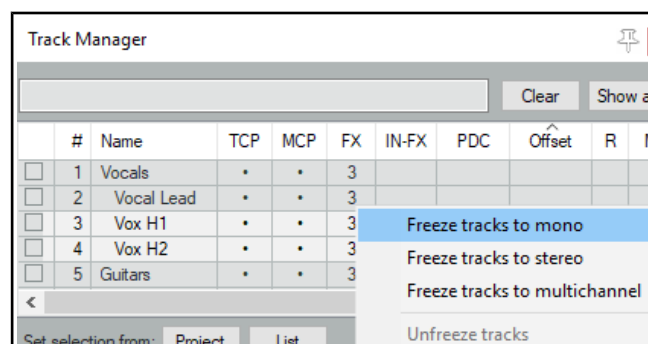 Track Manager
Clear Show a
# Name TCP MCP FX IN-FX PDC Offset R
1 Vocals • • 3
2 Vocal Lead • • 3
3 Vox H1 • • 3 Freeze tracks to mono
4 Vox H2 • • 3 Freeze tracks to stereo
5 Guitars • • 3 Freeze tracks to multichannel
Set selection from: Project List Unfreeze tracks